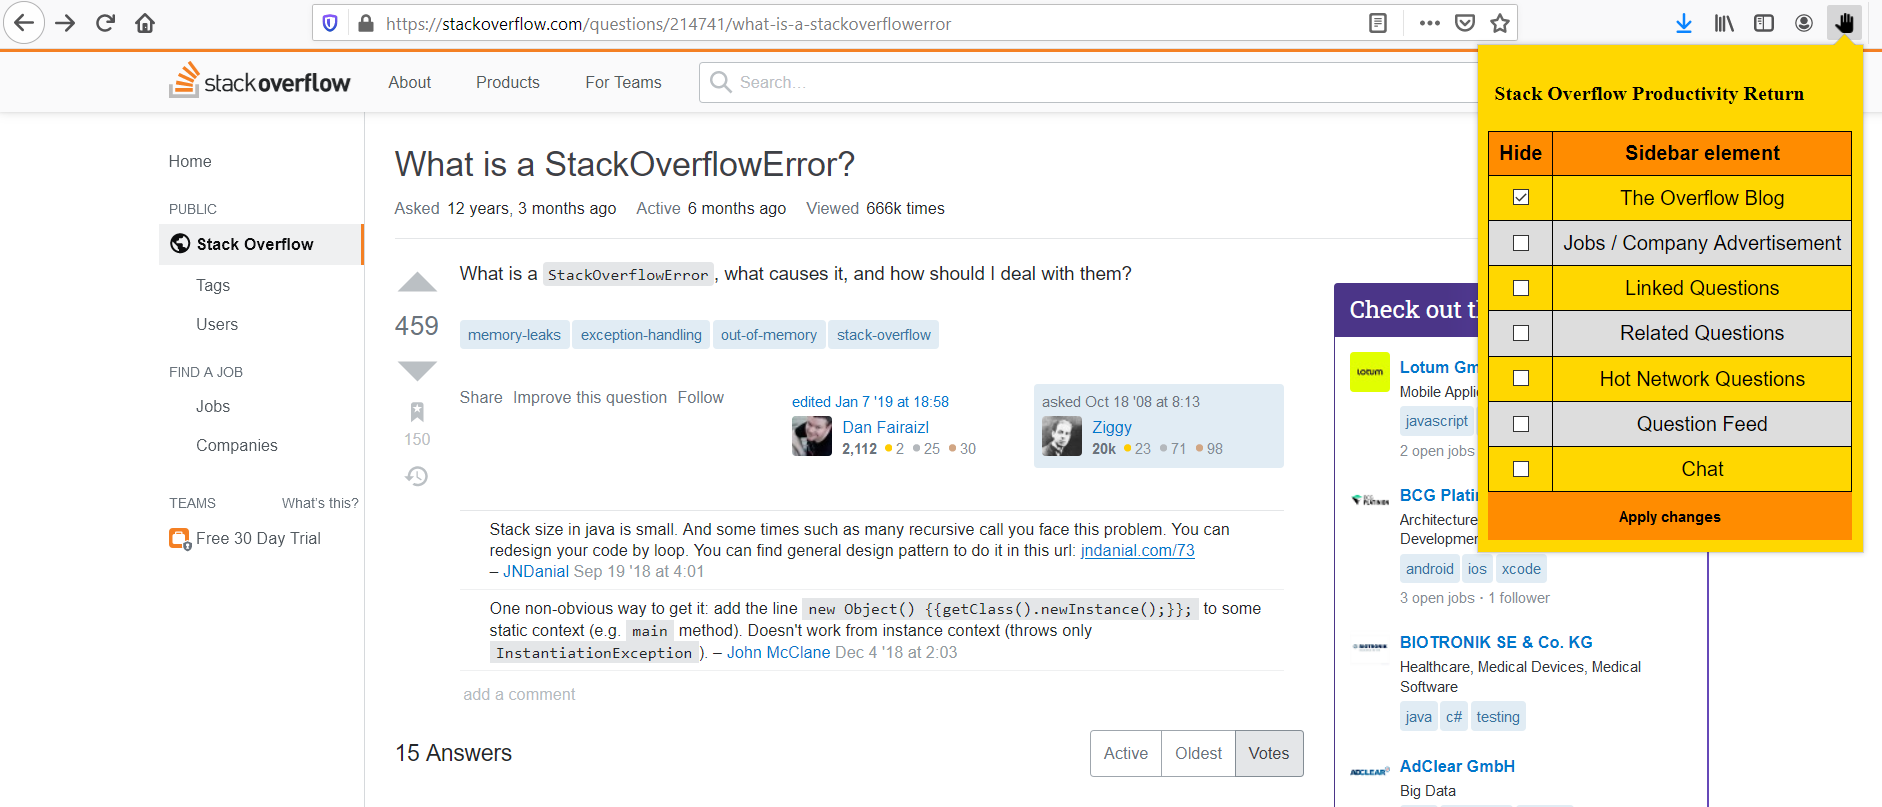 https://stackoverflow.com/questions/214741/what-is-a-stackoverflowerror
stackoverflow
About
Products
For Teams
Search...
Stack Overflow Productivity Return
Hide
Sidebar element
The Overflow Blog
Jobs / Company Advertisement
Linked Questions
Related Questions
Hot Network Questions
Question Feed
Chat
Apply changes
Home
PUBLIC
Stack Overflow
Tags
Users
FIND A JOB
Jobs
Companies
TEAMS
What's this?
Free 30 Day Trial
What is a StackOverflowError?
Asked 12 years, 3 months ago Active 6 months ago Viewed 666k times
What is a StackOverflowError, what causes it, and how should I deal with them?
459
memory-leaks exception-handling out-of-memory stack-overflow
Share Improve this question Follow
150
edited Jan 7 '19 at 18:58
Dan Fairaizl
2,112 2 25 30
asked Oct 18 '08 at 8:13
Ziggy
20k 23 71 98
Stack size in java is small. And some times such as many recursive call you face this problem. You can
redesign your code by loop. You can find general design pattern to do it in this url: jndanial.com/73
– JNDanial Sep 19 '18 at 4:01
One non-obvious way to get it: add the line new Object() {{getClass().newInstance();}}; to some
static context (e.g. main method). Doesn't work from instance context (throws only
InstantiationException). – John McClane Dec 4 '18 at 2:03
add a comment
15 Answers
Active
Oldest
Votes
Check out th
lotum
Lotum Gm
Mobile Appli
javascript
2 open jobs
BCG PLATINION
BCG Platin
Architecture
Developmen
android ios xcode
3 open jobs · 1 follower
BIOTRONIK
BIOTRONIK SE & Co. KG
Healthcare, Medical Devices, Medical
Software
java c# testing
ADCLEAR
AdClear GmbH
Big Data